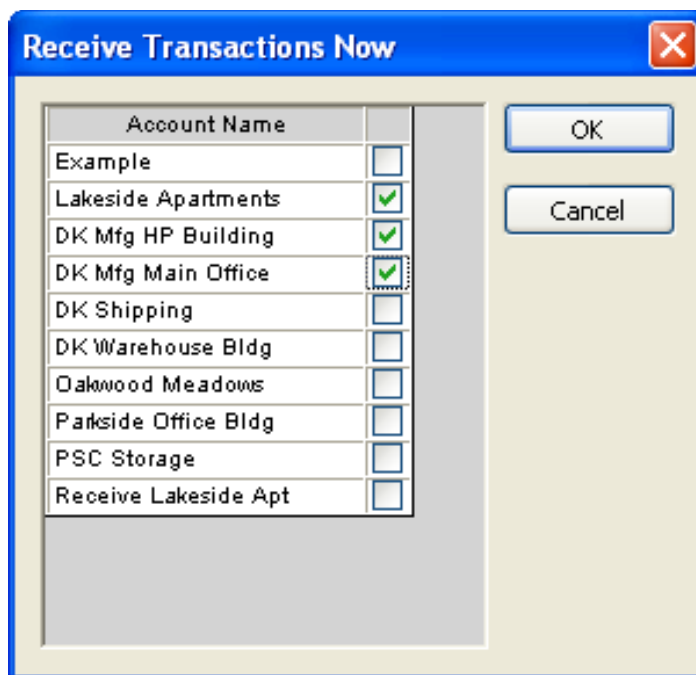 Receive Transactions Now
Account Name
Example
Lakeside Apartments
DK Mfg HP Building
DK Mfg Main Office
DK Shipping
DK Warehouse Bldg
Oakwood Meadows
Parkside Office Bldg
PSC Storage
Receive Lakeside Apt
OK
Cancel